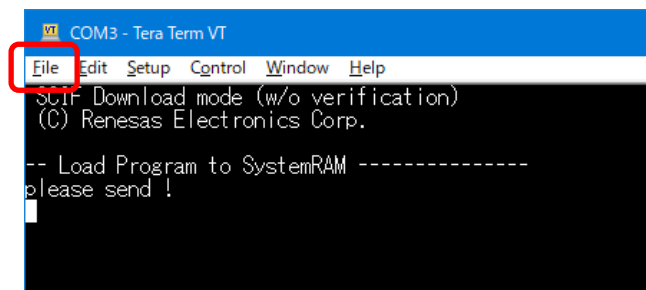 VT COM3 - Tera Term VT
File Edit Setup Control Window Help
SCIF Download mode (w/o verification)
(C) Renesas Electronics Corp.
-- Load Program to SystemRAM ---------------
please send !